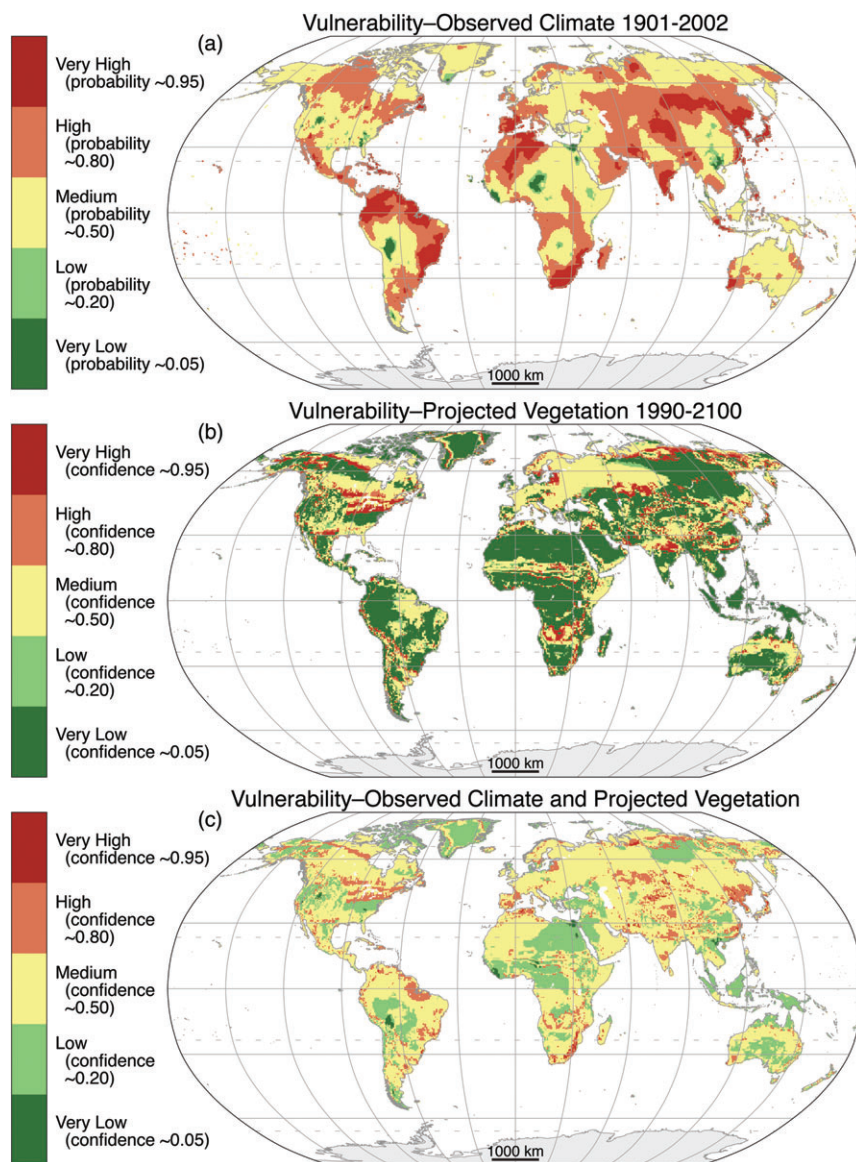 Vulnerability–Observed Climate 1901-2002
(a)
Very High
(probability ~0.95)
High
(probability
~0.80)
Medium
(probability
~0.50)
Low
(probability
~0.20)
Very Low
(probability ~0.05)
1000 km
Vulnerability–Projected Vegetation 1990-2100
(b)
Very High
(confidence ~0.95)
High
(confidence
~0.80)
Medium
(confidence
~0.50)
Low
(confidence
~0.20)
Very Low
(confidence ~0.05)
1000 km
Vulnerability–Observed Climate and Projected Vegetation
(c)
Very High
(confidence ~0.95)
High
(confidence
~0.80)
Medium
(confidence
~0.50)
Low
(confidence
~0.20)
Very Low
(confidence ~0.05)
1000 km